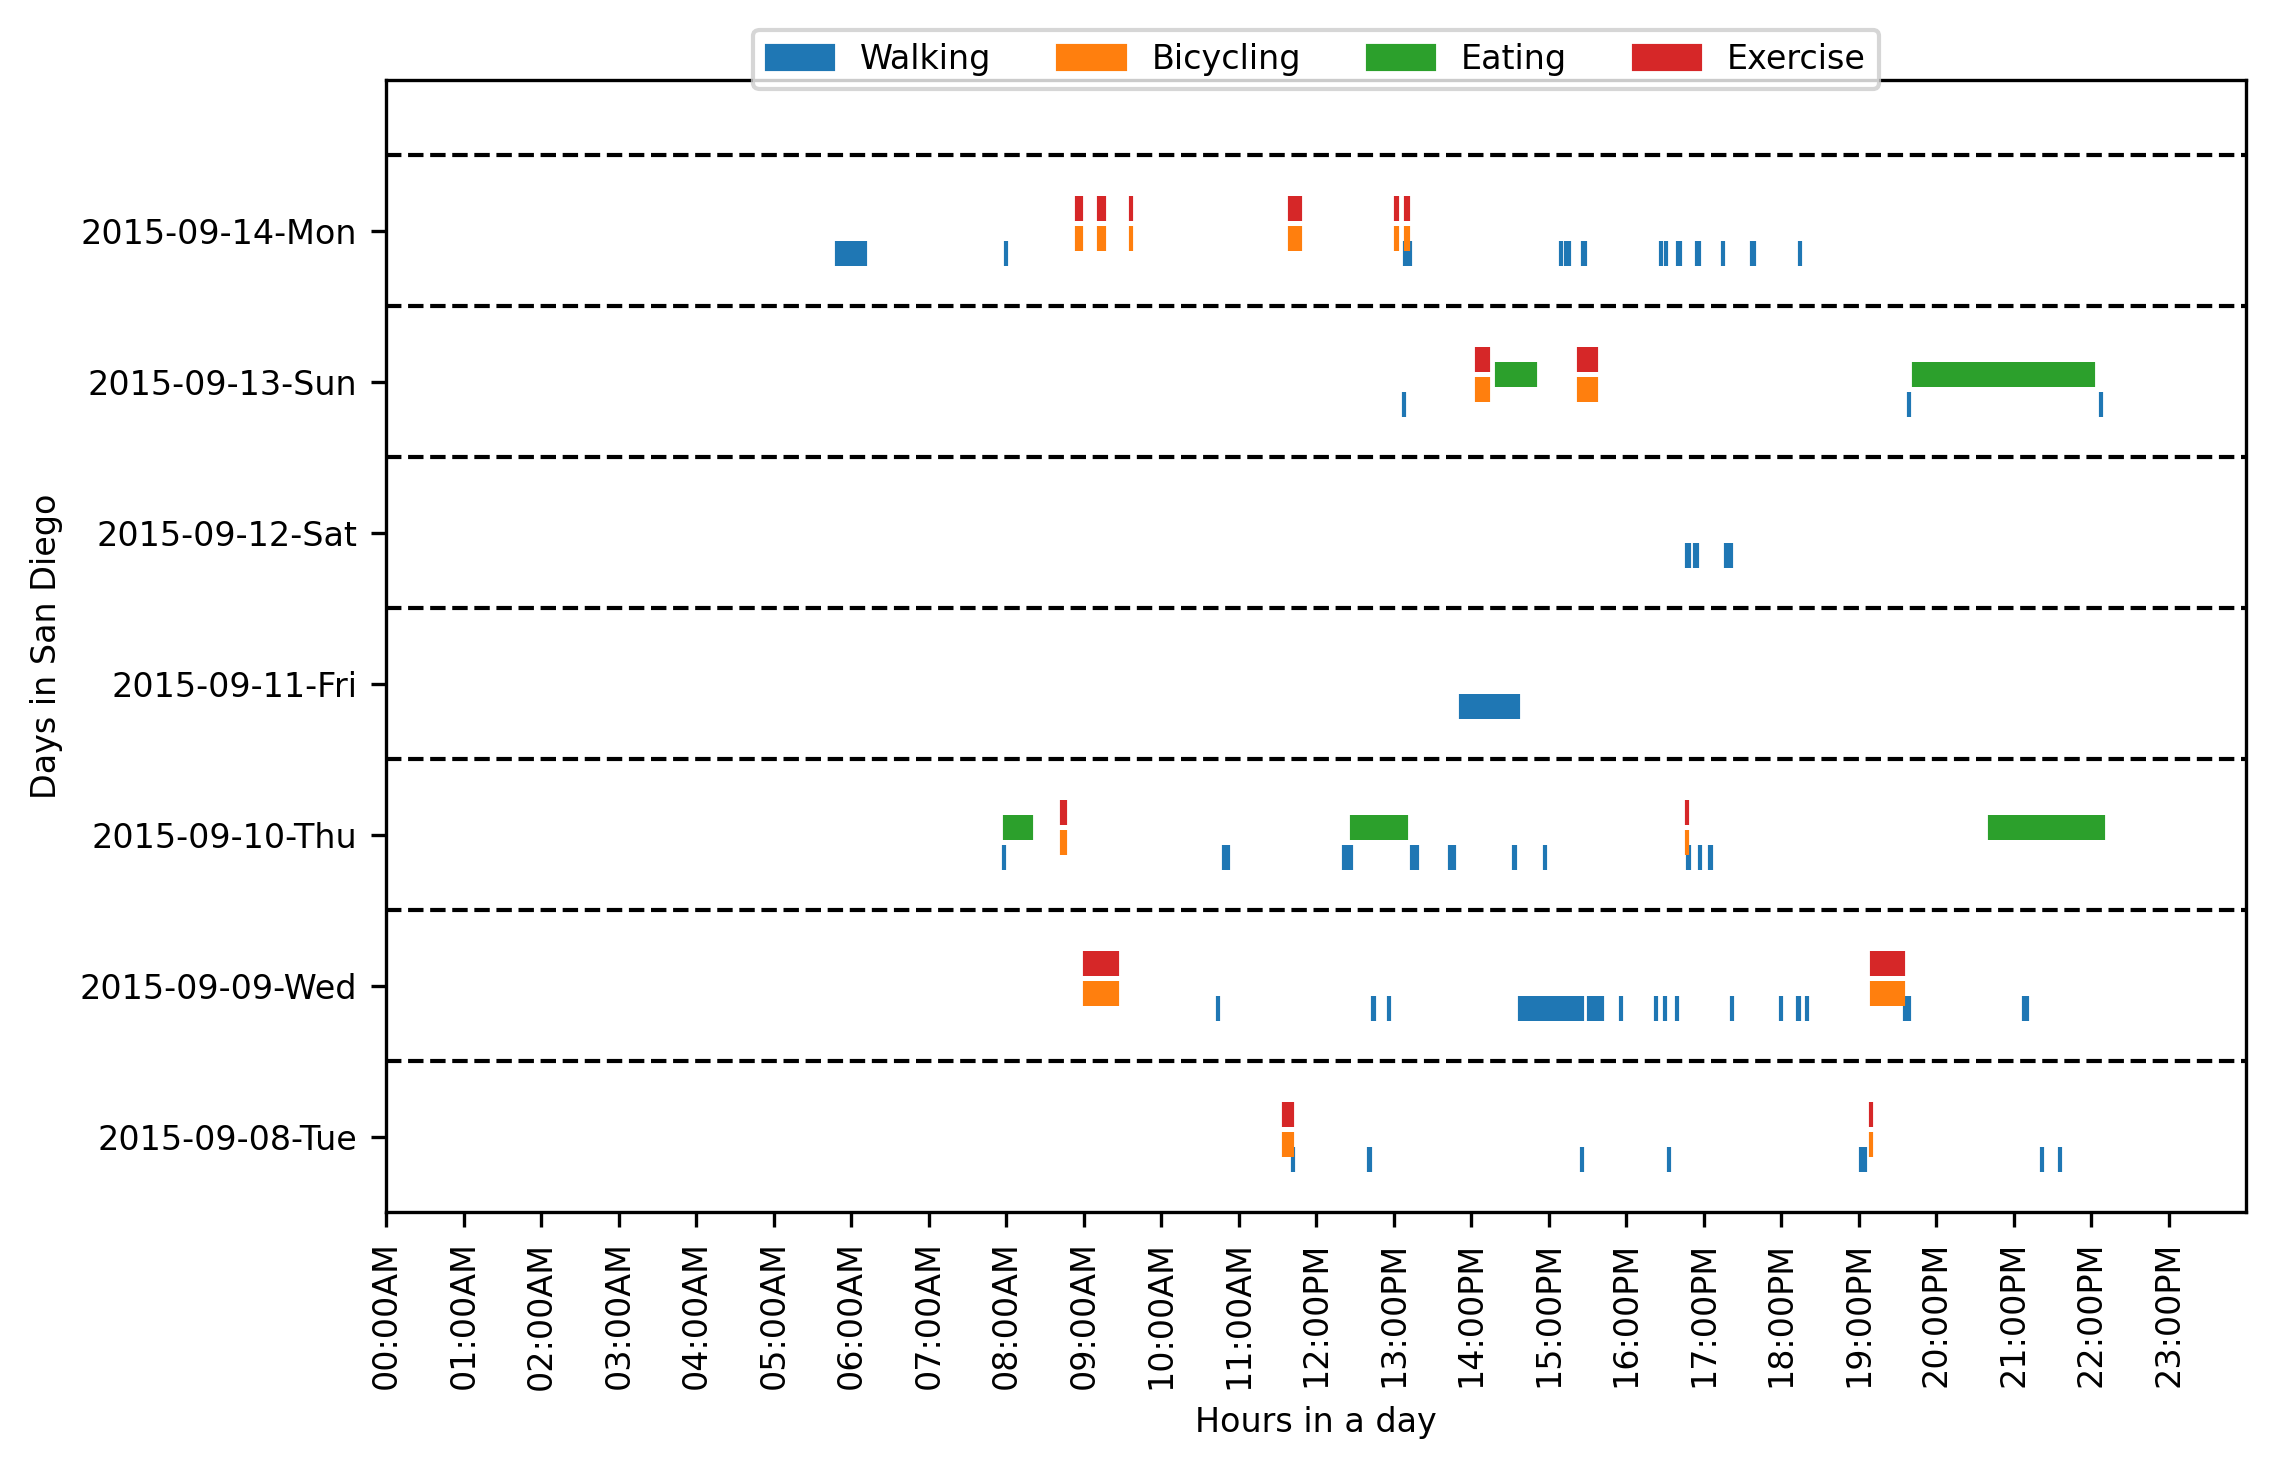 Walking Bicycling Eating Exercise
2015-09-14-Mon
2015-09-13-Sun
2015-09-12-Sat
2015-09-11-Fri
2015-09-10-Thu
2015-09-09-Wed
2015-09-08-Tue
Days in San Diego
00:00AM
01:00AM
02:00AM
03:00AM
04:00AM
05:00AM
06:00AM
07:00AM
08:00AM
09:00AM
10:00AM
11:00AM
12:00PM
13:00PM
14:00PM
15:00PM
16:00PM
17:00PM
18:00PM
19:00PM
20:00PM
21:00PM
22:00PM
23:00PM
Hours in a day